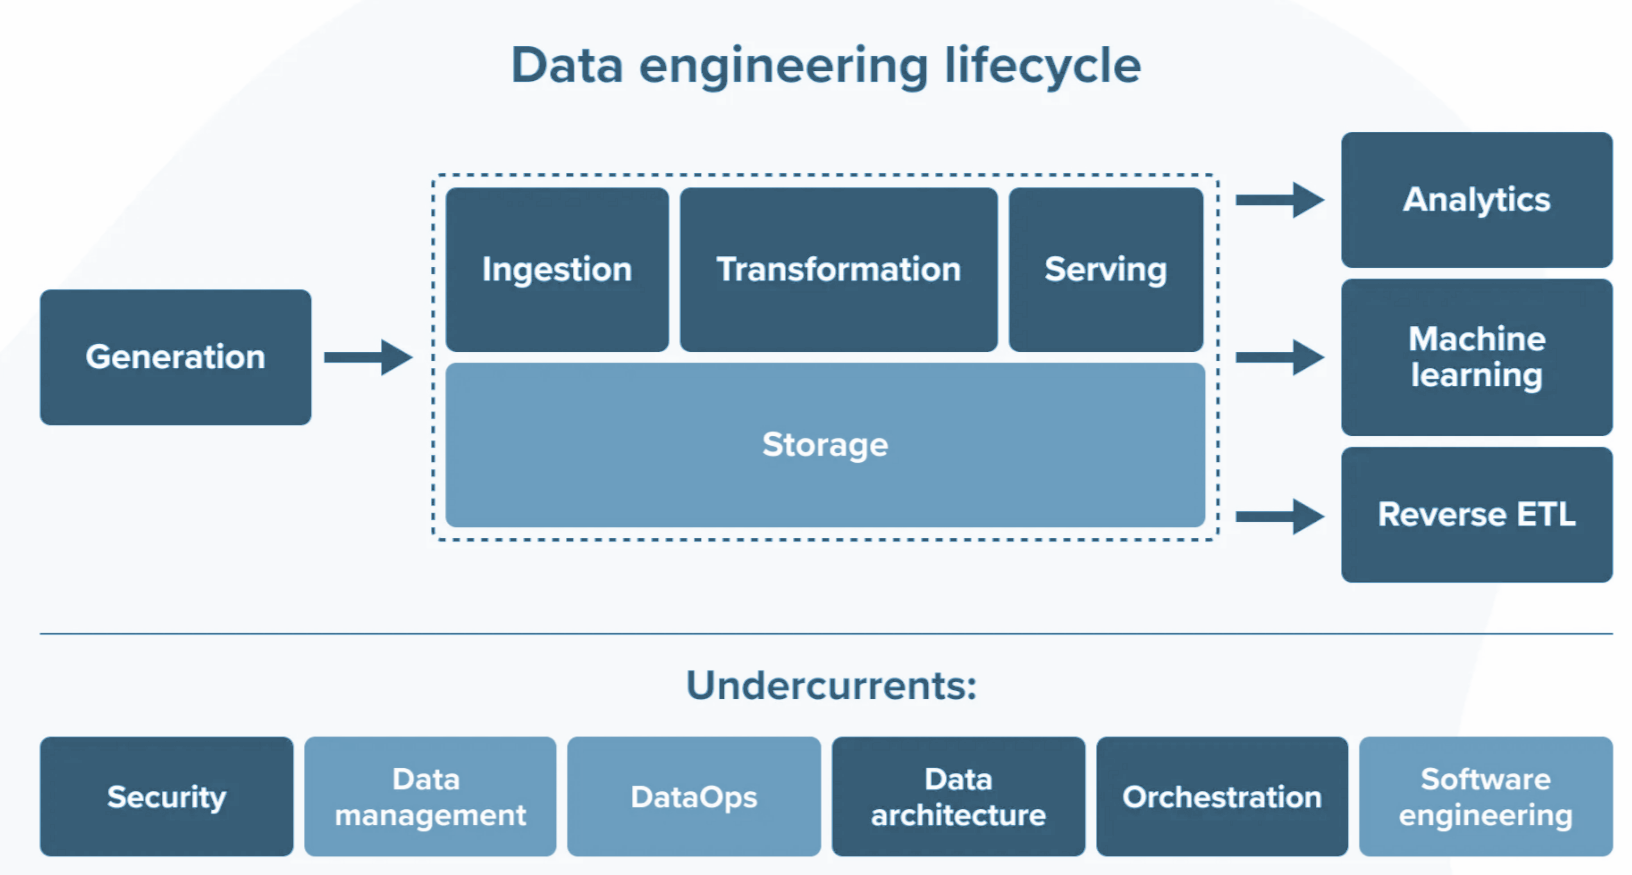 Data engineering lifecycle
Generation
Ingestion
Transformation
Serving
Storage
Analytics
Machine
learning
Reverse ETL
Undercurrents:
Security
Data
management
DataOps
Data
architecture
Orchestration
Software
engineering